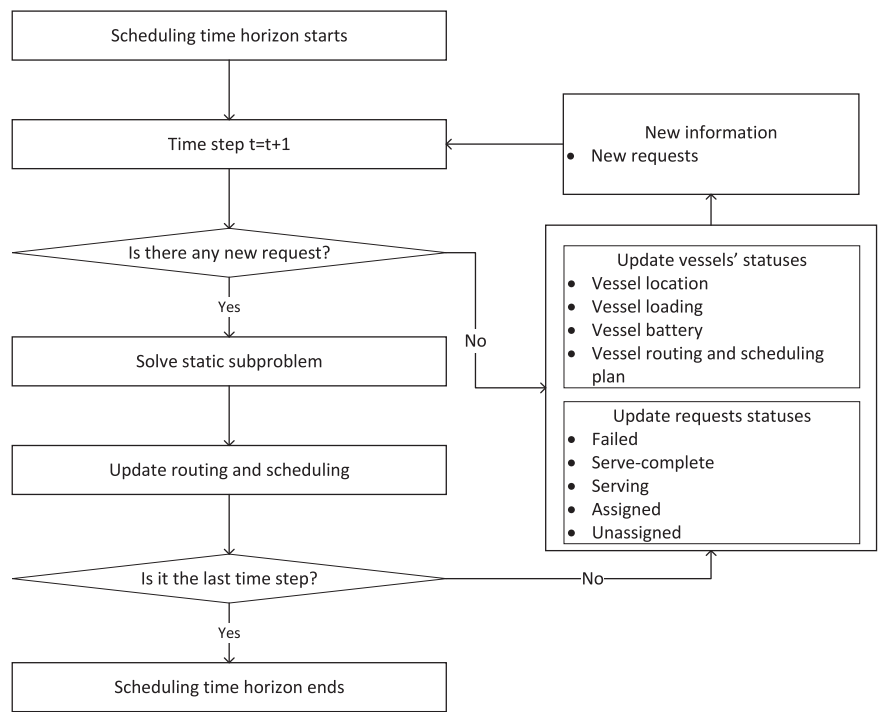 Scheduling time horizon starts
Time step t=t+1
Is there any new request?
Yes
No
Solve static subproblem
Update routing and scheduling
Is it the last time step?
No
Yes
Scheduling time horizon ends
New information
• New requests
Update vessels’ statuses
• Vessel location
• Vessel loading
• Vessel battery
• Vessel routing and scheduling
plan
Update requests statuses
• Failed
• Serve-complete
• Serving
• Assigned
• Unassigned